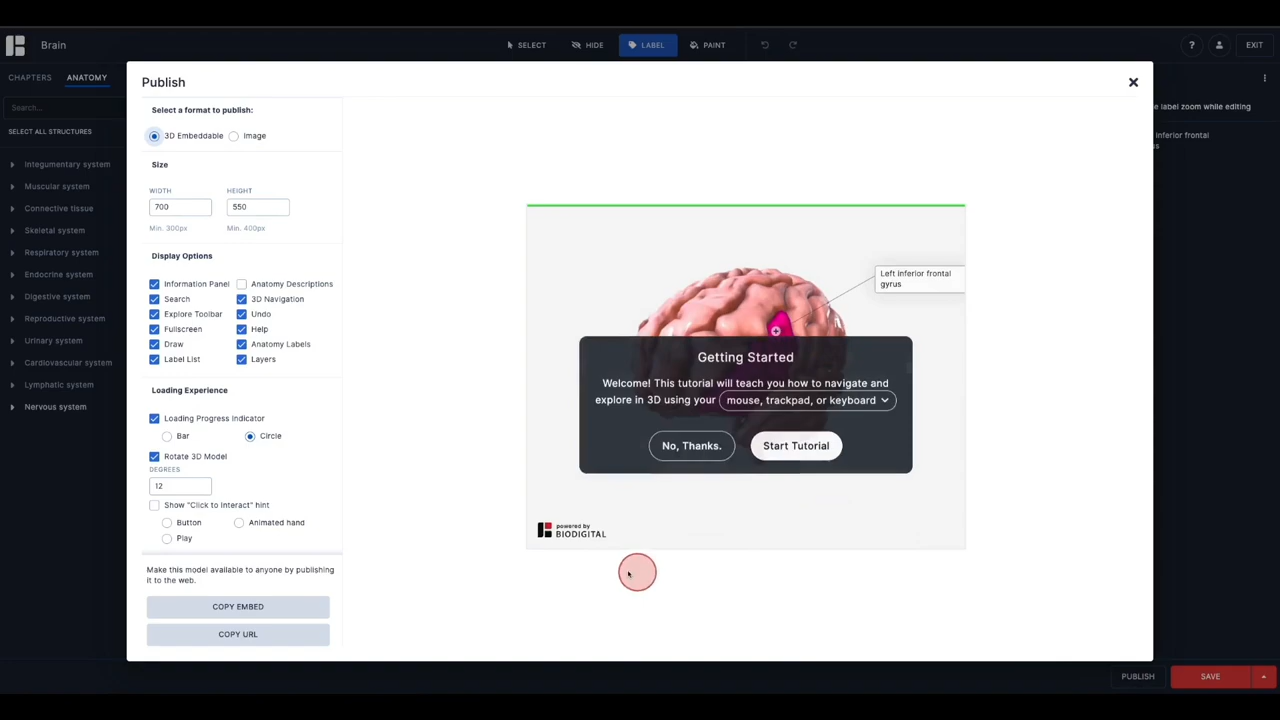 Brain
SELECT
HIDE
LABEL
PAINT
?
EXIT
CHAPTERS
ANATOMY
Search...
SELECT ALL STRUCTURES
Integumentary system
Muscular system
Connective tissue
Skeletal system
Respiratory system
Endocrine system
Digestive system
Reproductive system
Urinary system
Cardiovascular system
Lymphatic system
Nervous system
Publish
Select a format to publish:
3D Embeddable
Image
Size
WIDTH
HEIGHT
700
550
Min. 300px
Min. 400px
Display Options
Information Panel
Anatomy Descriptions
Search
3D Navigation
Explore Toolbar
Undo
Fullscreen
Help
Draw
Anatomy Labels
Label List
Layers
Loading Experience
Loading Progress Indicator
Bar
Circle
Rotate 3D Model
DEGREES
12
Show "Click to Interact" hint
Button
Animated hand
Play
Make this model available to anyone by publishing
it to the web.
COPY EMBED
COPY URL
Left inferior frontal
gyrus
Getting Started
Welcome! This tutorial will teach you how to navigate and
explore in 3D using your mouse, trackpad, or keyboard
No, Thanks.
Start Tutorial
powered by
BIODIGITAL
label zoom while editing
inferior frontal
PUBLISH
SAVE